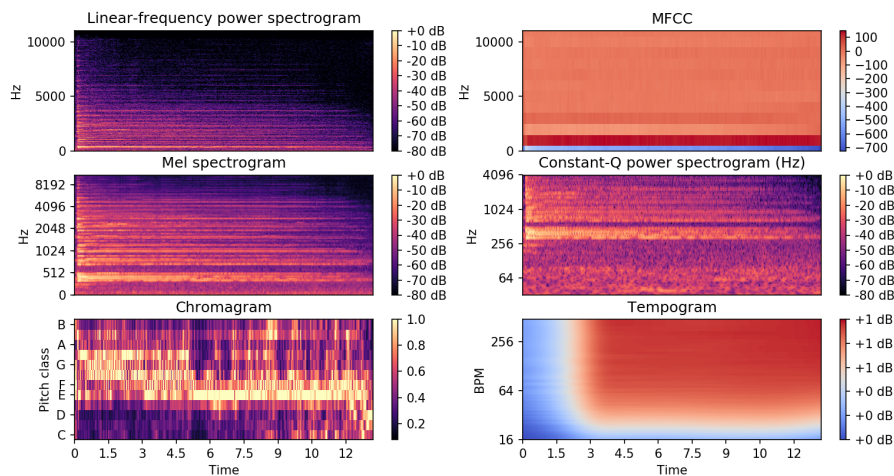 Linear-frequency power spectrogram
10000
5000
0
Hz
+0 dB
-10 dB
-20 dB
-30 dB
-40 dB
-50 dB
-60 dB
-70 dB
-80 dB
MFCC
10000
5000
0
Hz
100
0
−100
−200
−300
−400
−500
−600
−700
Mel spectrogram
8192
4096
2048
1024
512
0
Hz
+0 dB
-10 dB
-20 dB
-30 dB
-40 dB
-50 dB
-60 dB
-70 dB
-80 dB
Constant-Q power spectrogram (Hz)
4096
1024
256
64
Hz
+0 dB
-10 dB
-20 dB
-30 dB
-40 dB
-50 dB
-60 dB
-70 dB
-80 dB
Chromagram
B
A
G
F
E
D
C
Pitch class
0 1.5 3 4.5 6 7.5 9 10 12
Time
1.0
0.8
0.6
0.4
0.2
Tempogram
256
64
16
BPM
0 1.5 3 4.5 6 7.5 9 10 12
Time
+1 dB
+1 dB
+1 dB
+0 dB
+0 dB
+0 dB